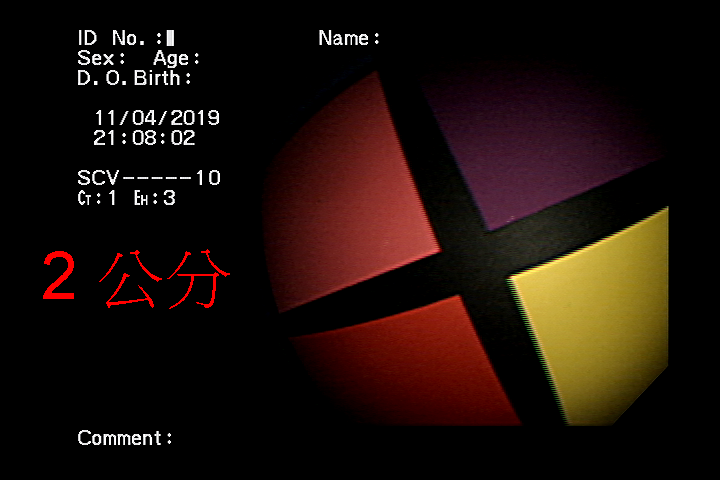 ID No. :
Name :
Sex : Age :
D. O. Birth :
11/04/2019
21:08:02
SCV-----10
CT:1 EH:3
2 公分
Comment :